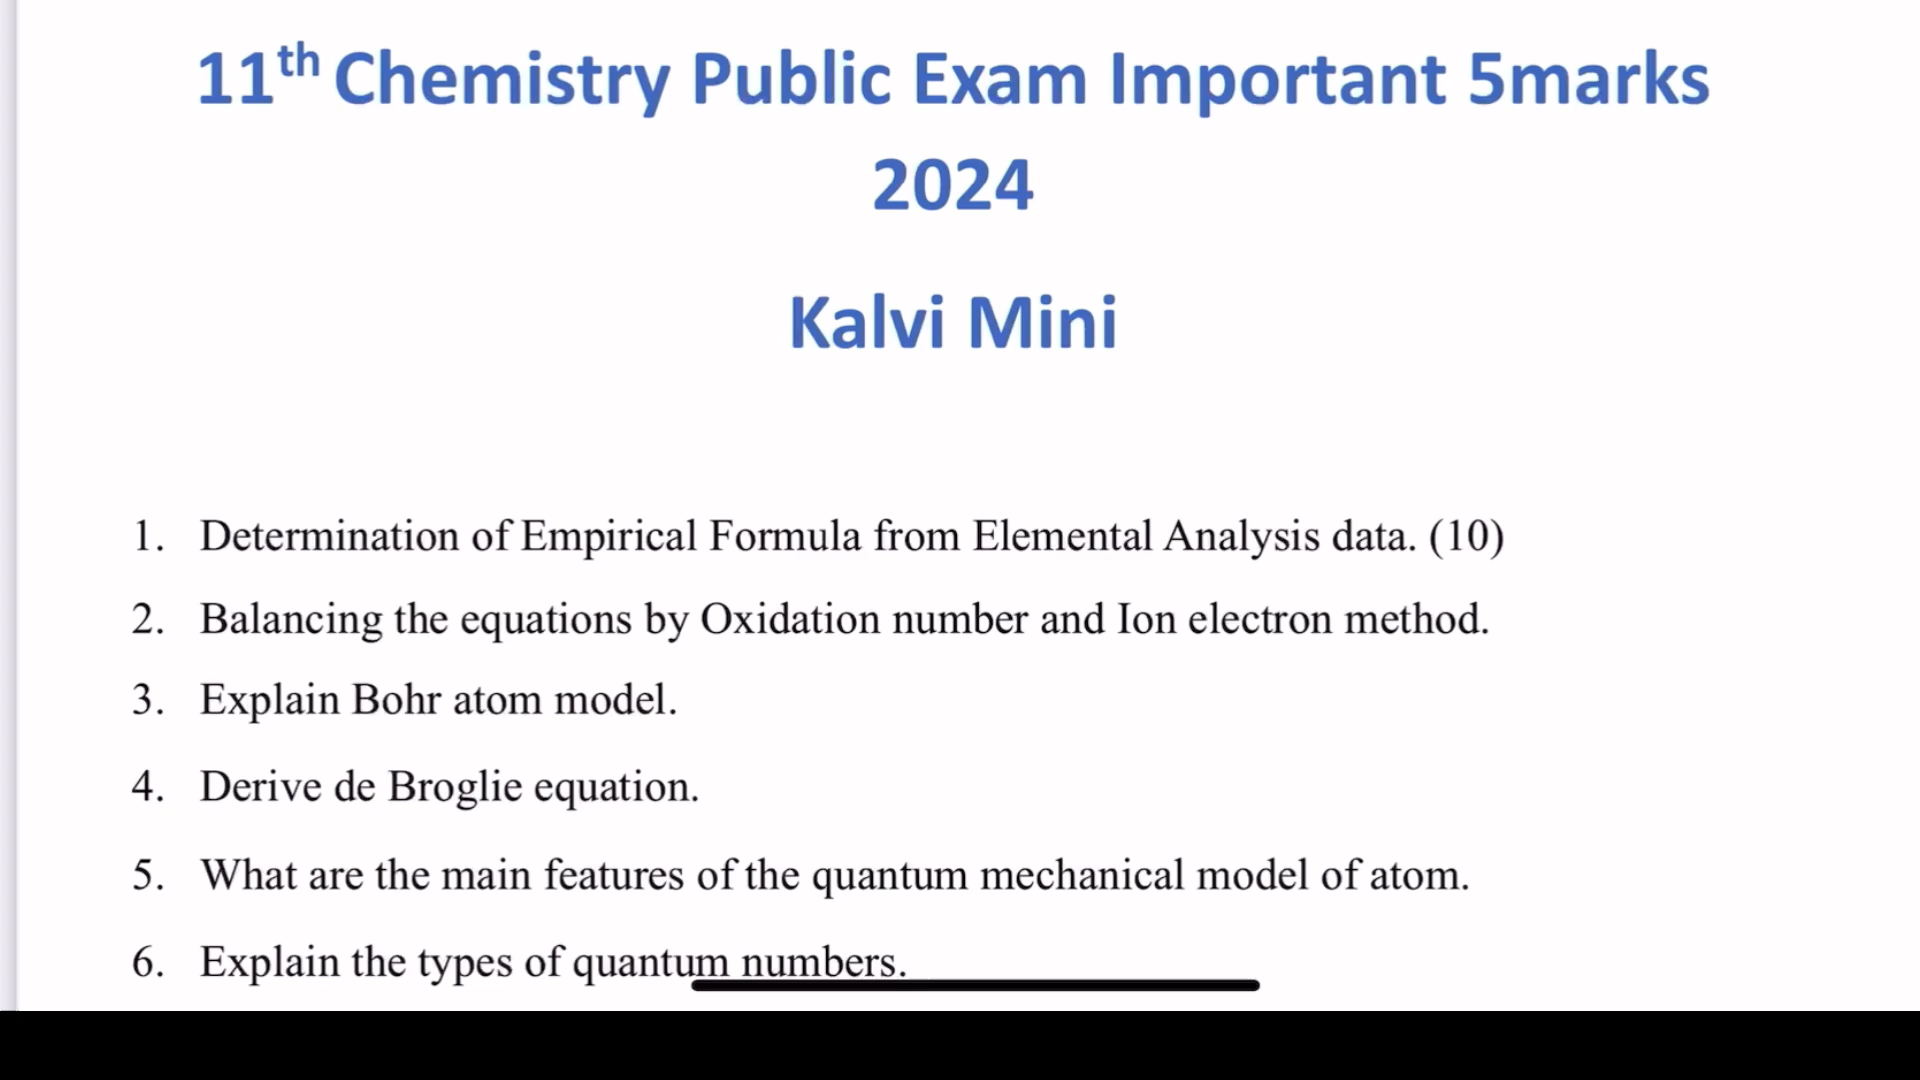 11th Chemistry Public Exam Important 5marks
2024
Kalvi Mini
1. Determination of Empirical Formula from Elemental Analysis data. (10)
2. Balancing the equations by Oxidation number and Ion electron method.
3. Explain Bohr atom model.
4. Derive de Broglie equation.
5. What are the main features of the quantum mechanical model of atom.
6. Explain the types of quantum numbers.